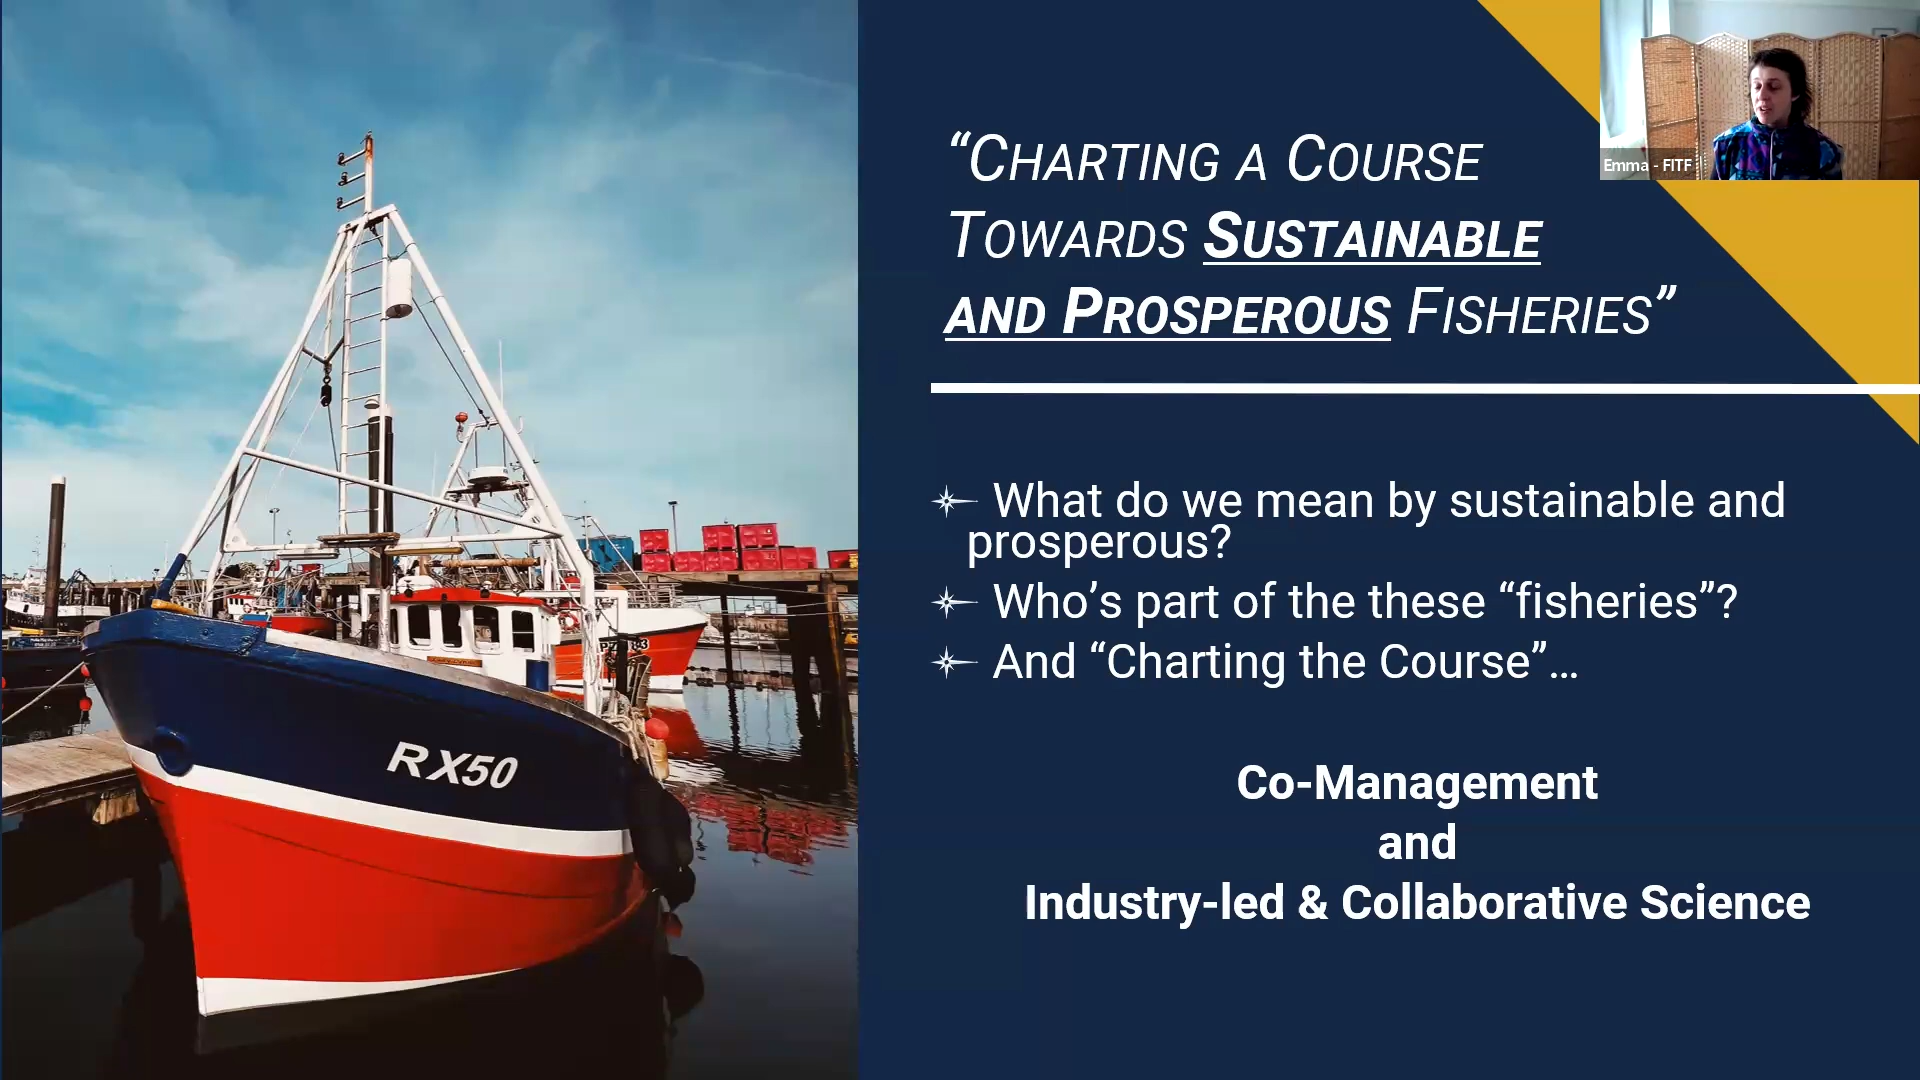 Emma - FITF
“CHARTING A COURSE
TOWARDS SUSTAINABLE
AND PROSPEROUS FISHERIES”
What do we mean by sustainable and
prosperous?
Who’s part of the these “fisheries”?
And “Charting the Course”...
Co-Management
and
Industry-led & Collaborative Science
RX50